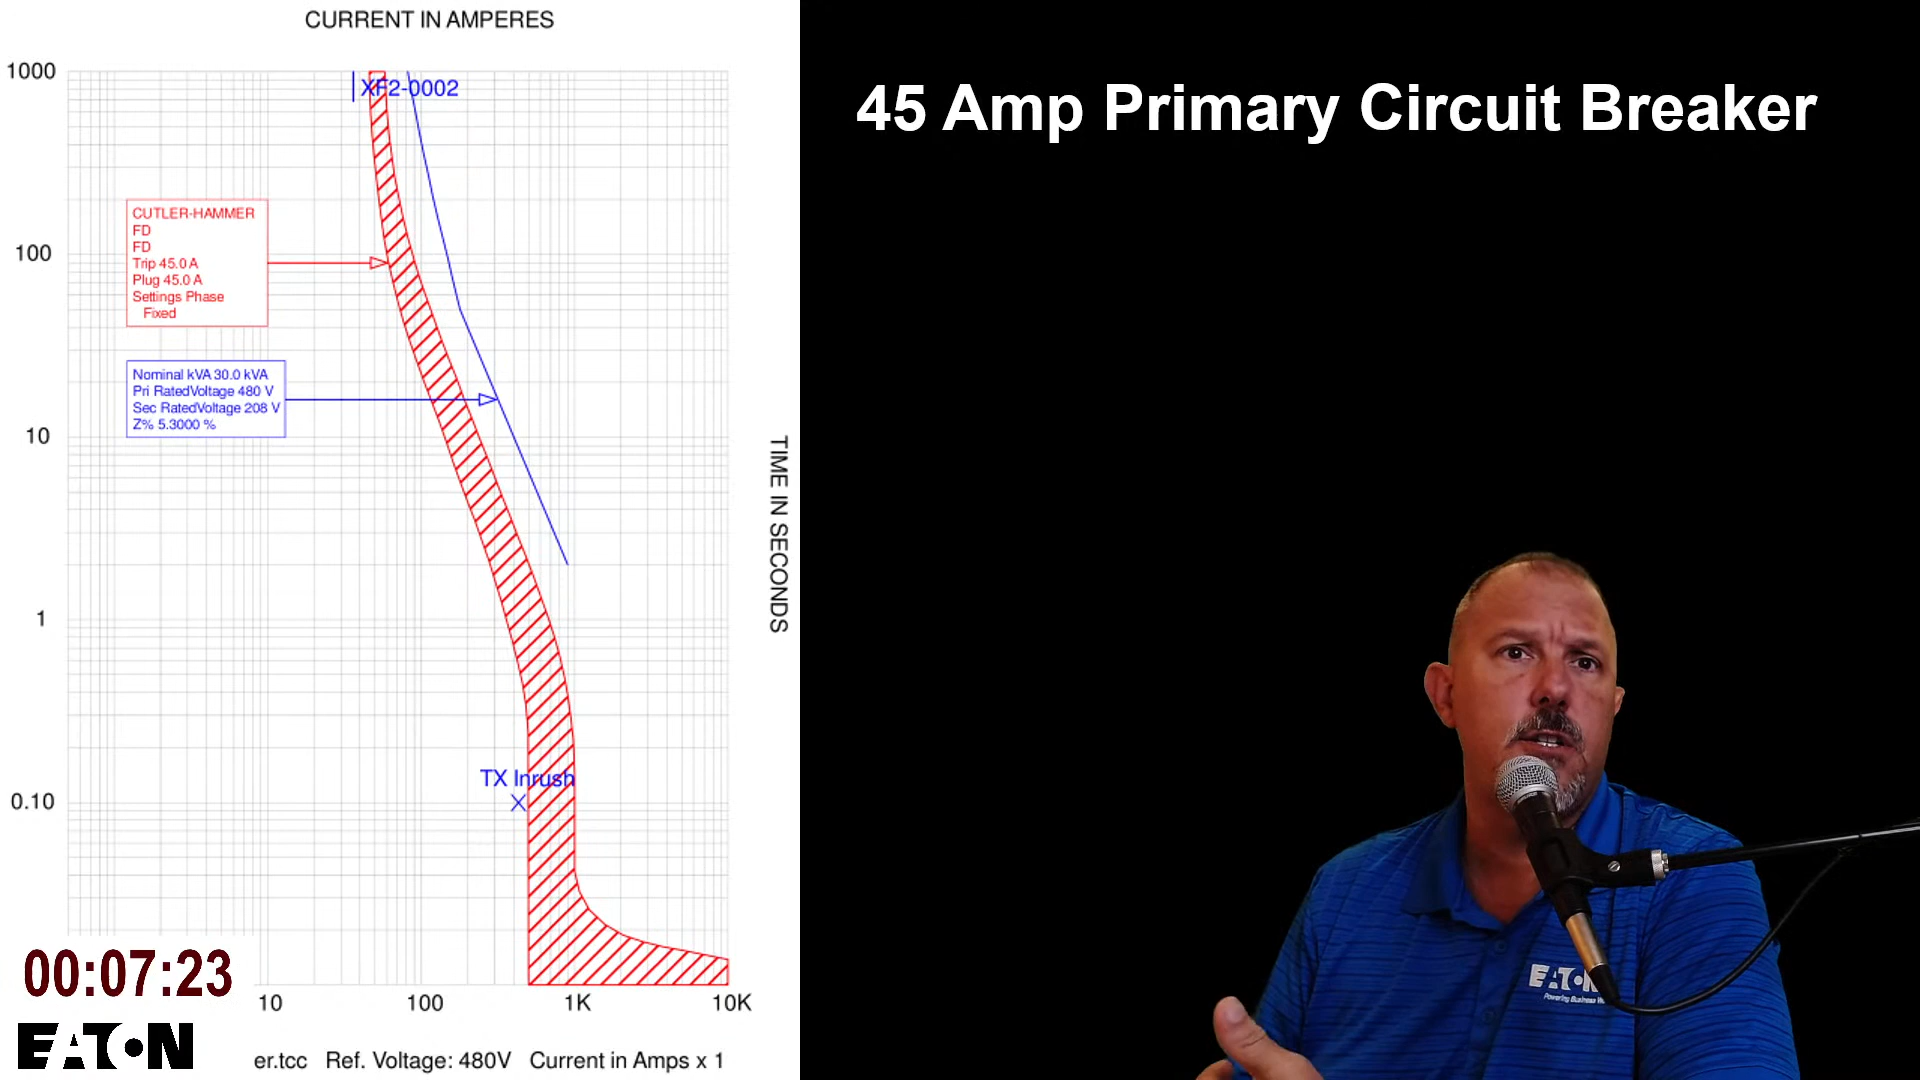 CURRENT IN AMPERES
45 Amp Primary Circuit Breaker
1000
XF2-0002
CUTLER-HAMMER
FD
FD
Trip 45.0 A
Plug 45.0 A
Settings Phase
Fixed
100
Nominal kVA 30.0 kVA
Pri RatedVoltage 480 V
Sec RatedVoltage 208 V
Z% 5.3000 %
10
TIME IN SECONDS
1
TX Inrush
X
0.10
00:07:23
10 100 1K 10K
EATON
er.tcc Ref. Voltage: 480V Current in Amps x 1
EATON
Powering Business